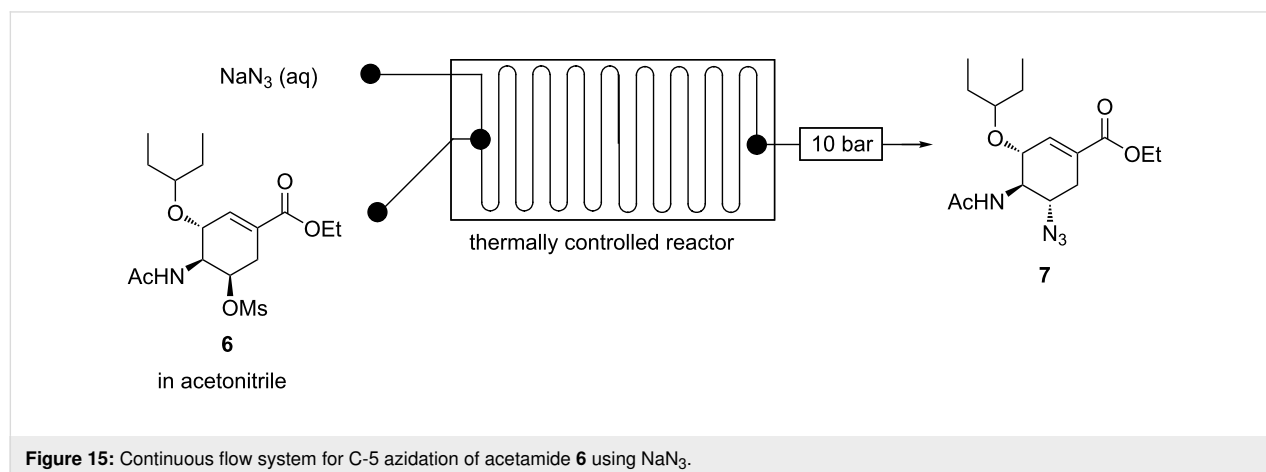 NaN₃ (aq)
O
O
OEt
AcHN
OMs
6
in acetonitrile
thermally controlled reactor
10 bar
O
O
OEt
AcHN
N₃
7
Figure 15: Continuous flow system for C-5 azidation of acetamide 6 using NaN₃.